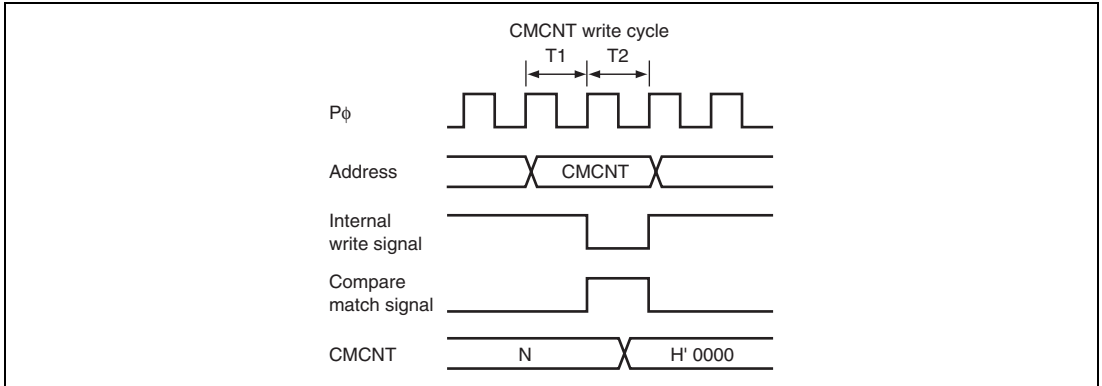 CMCNT write cycle
T1 T2
Pϕ
Address CMCNT
Internal
write signal
Compare
match signal
CMCNT N H' 0000